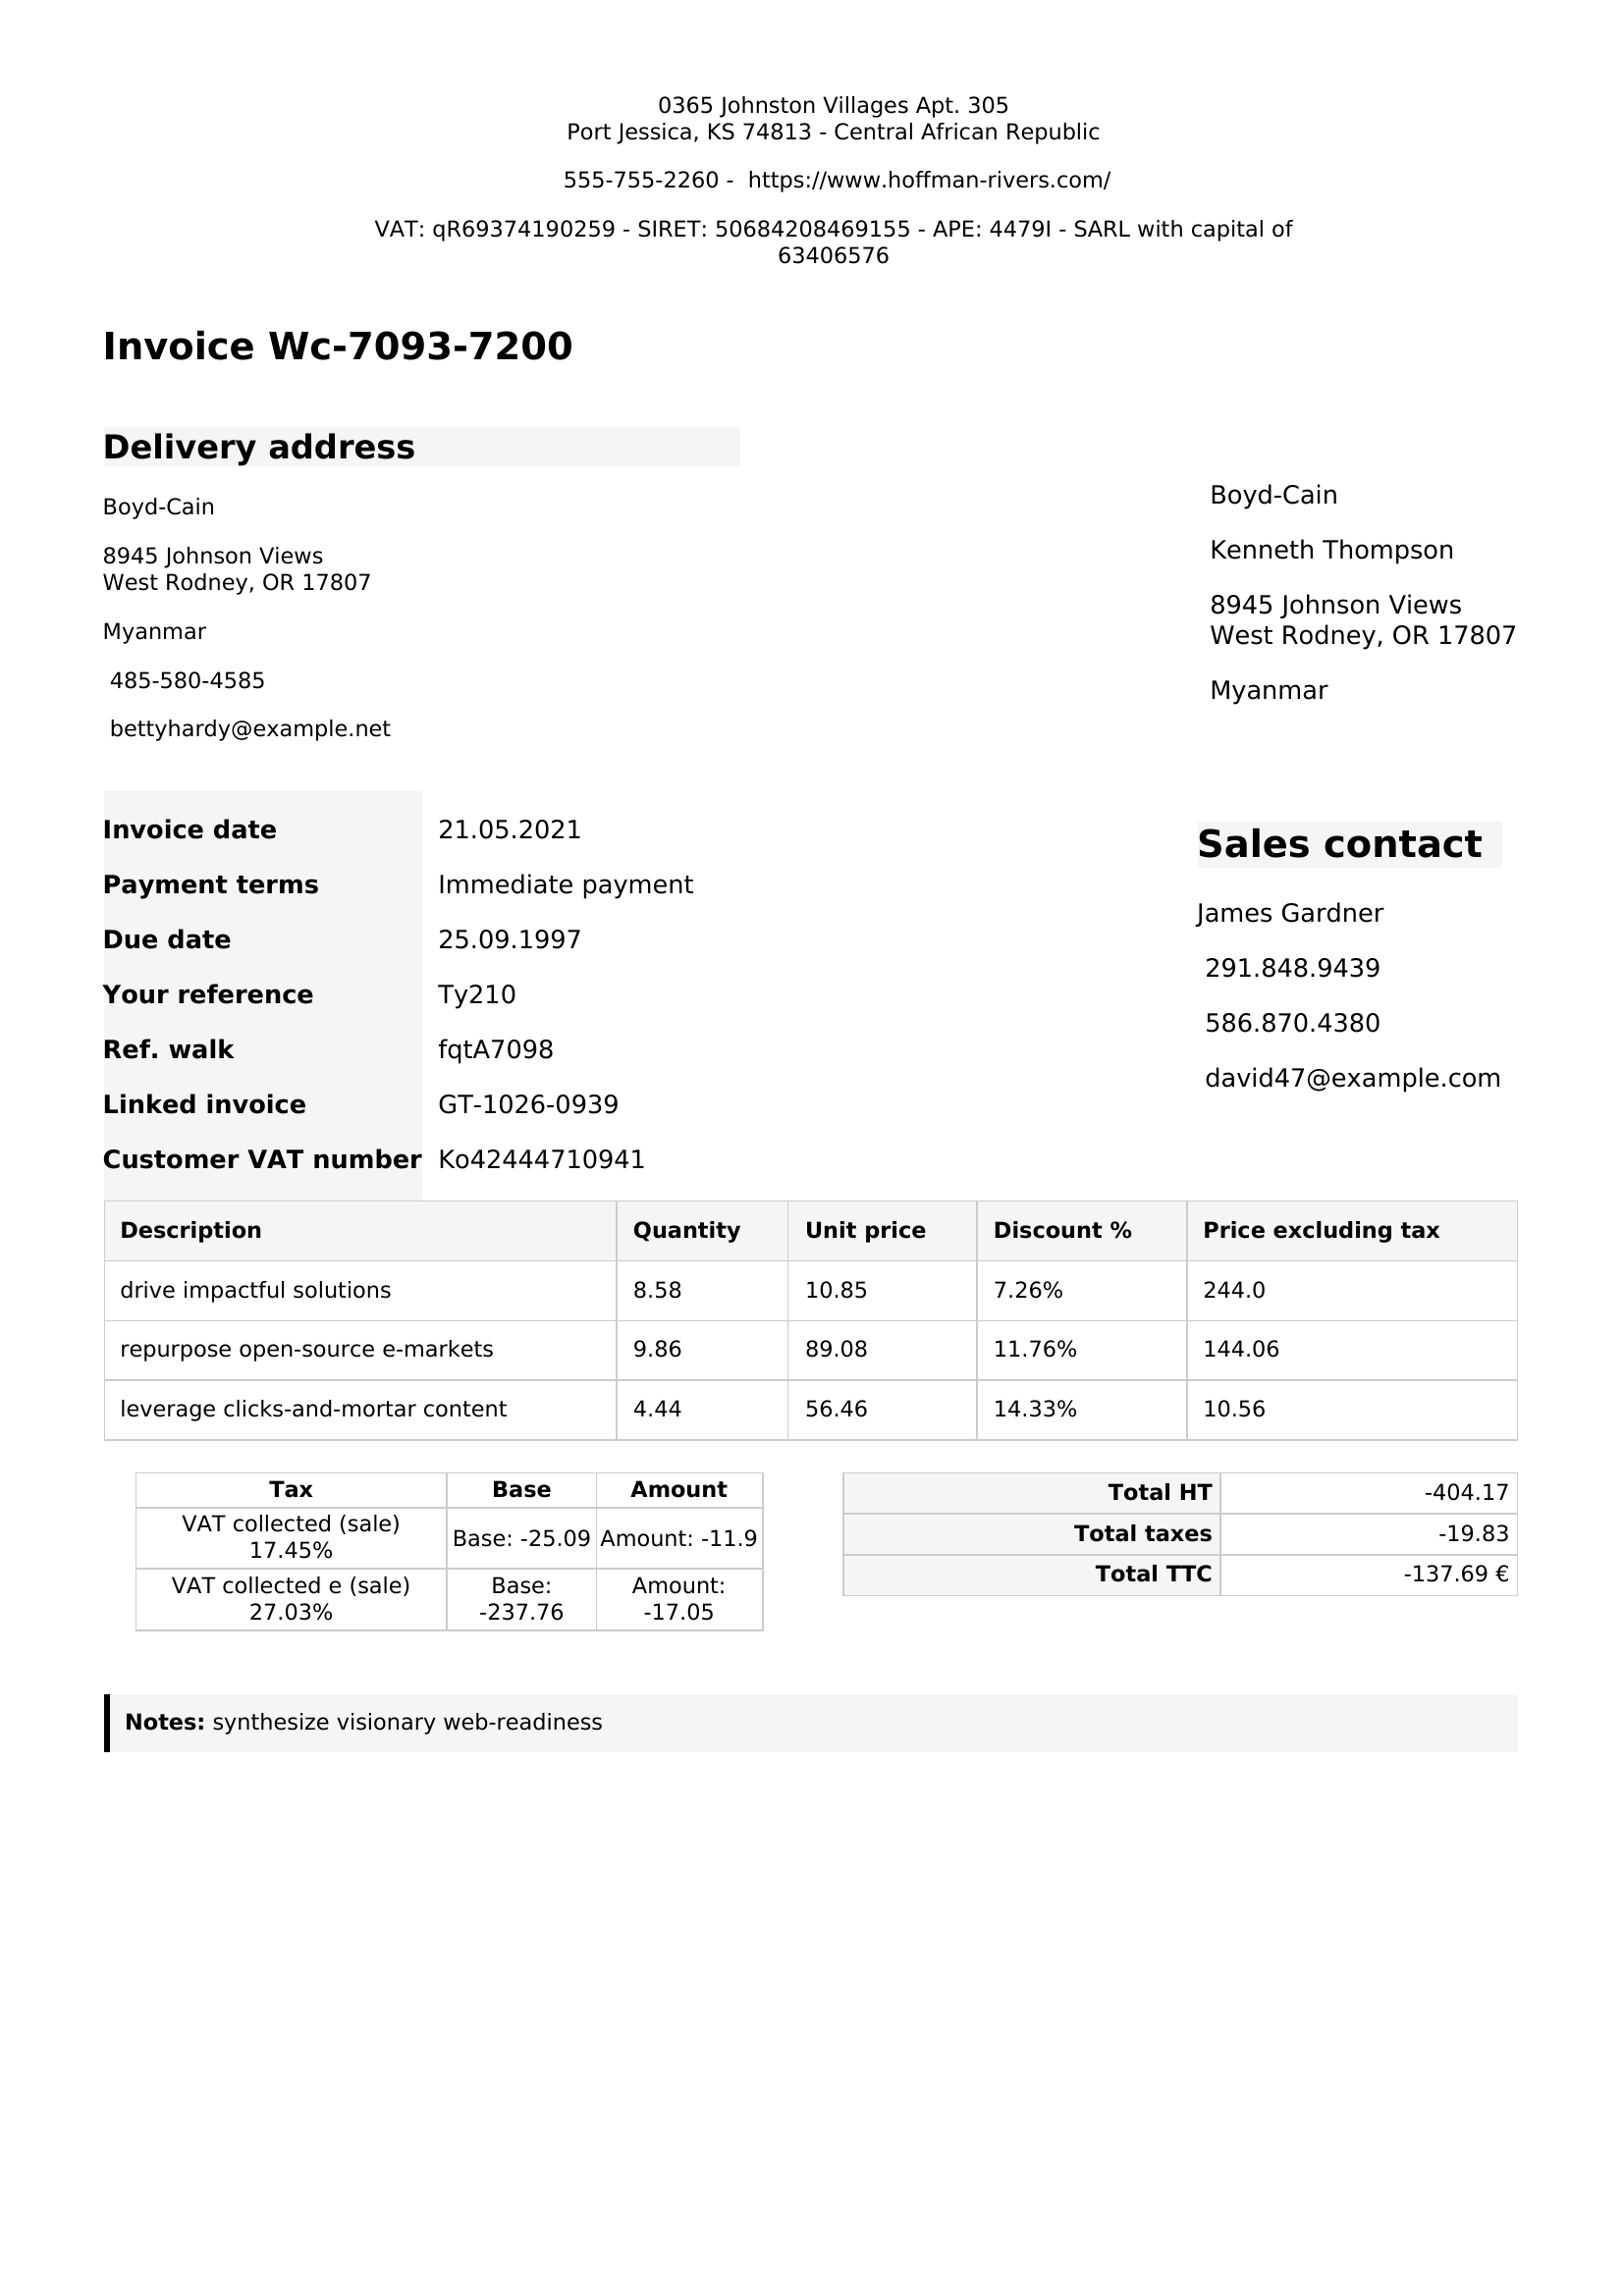 0365 Johnston Villages Apt. 305
Port Jessica, KS 74813 - Central African Republic
555-755-2260 - https://www.hoffman-rivers.com/
VAT: qR69374190259 - SIRET: 50684208469155 - APE: 4479I - SARL with capital of
63406576
Invoice Wc-7093-7200
Delivery address
Boyd-Cain
8945 Johnson Views
West Rodney, OR 17807
Myanmar
485-580-4585
bettyhardy@example.net
Boyd-Cain
Kenneth Thompson
8945 Johnson Views
West Rodney, OR 17807
Myanmar
Invoice date 21.05.2021
Payment terms Immediate payment
Due date 25.09.1997
Your reference Ty210
Ref. walk fqtA7098
Linked invoice GT-1026-0939
Customer VAT number Ko42444710941
Sales contact
James Gardner
291.848.9439
586.870.4380
david47@example.com
Description Quantity Unit price Discount % Price excluding tax
drive impactful solutions 8.58 10.85 7.26% 244.0
repurpose open-source e-markets 9.86 89.08 11.76% 144.06
leverage clicks-and-mortar content 4.44 56.46 14.33% 10.56
Tax Base Amount
VAT collected (sale)
17.45%
Base: -25.09 Amount: -11.9
VAT collected e (sale)
27.03%
Base:
-237.76
Amount:
-17.05
Total HT -404.17
Total taxes -19.83
Total TTC -137.69 €
Notes: synthesize visionary web-readiness